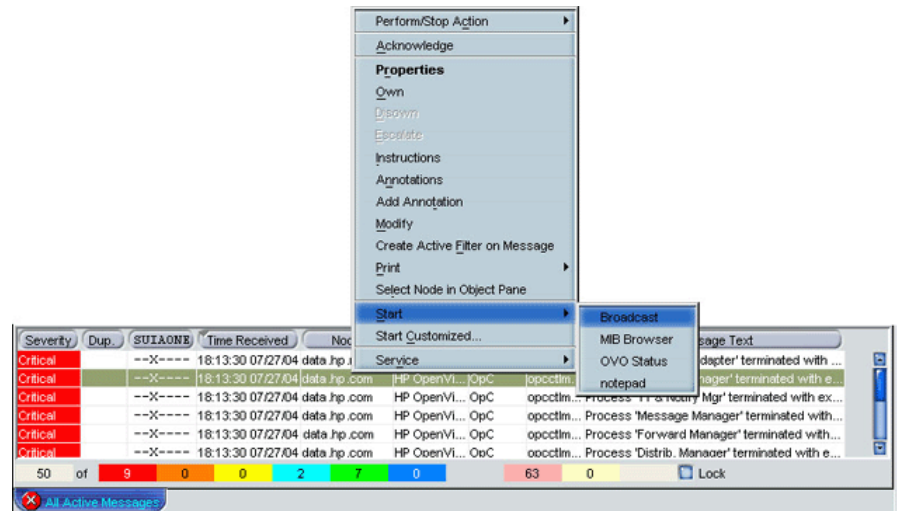 Perform/Stop Action
Acknowledge
Properties
Own
Disown
Escalate
Instructions
Annotations
Add Annotation
Modify
Create Active Filter on Message
Print
Select Node in Object Pane
Start
Start Customized...
Service
Broadcast
MIB Browser
OVO Status
notepad
Severity Dup. SUIAONE Time Received Noc sage Text
Critical --X---- 18:13:30 07/27/04 data.hp. dapter' terminated with ...
Critical --X---- 18:13:30 07/27/04 data.hp.com HP OpenVi... OpC opcctlm... nager' terminated with e...
Critical --X---- 18:13:30 07/27/04 data.hp.com HP OpenVi... OpC opcctlm... Process 'TT & Notify Mgr' terminated with ex...
Critical --X---- 18:13:30 07/27/04 data.hp.com HP OpenVi... OpC opcctlm... Process 'Message Manager' terminated with...
Critical --X---- 18:13:30 07/27/04 data.hp.com HP OpenVi... OpC opcctlm... Process 'Forward Manager' terminated with...
Critical --X---- 18:13:30 07/27/04 data.hp.com HP OpenVi... OpC opcctlm... Process 'Distrib. Manager' terminated with e...
50 of 9 0 0 2 7 0 63 0 Lock
All Active Messages